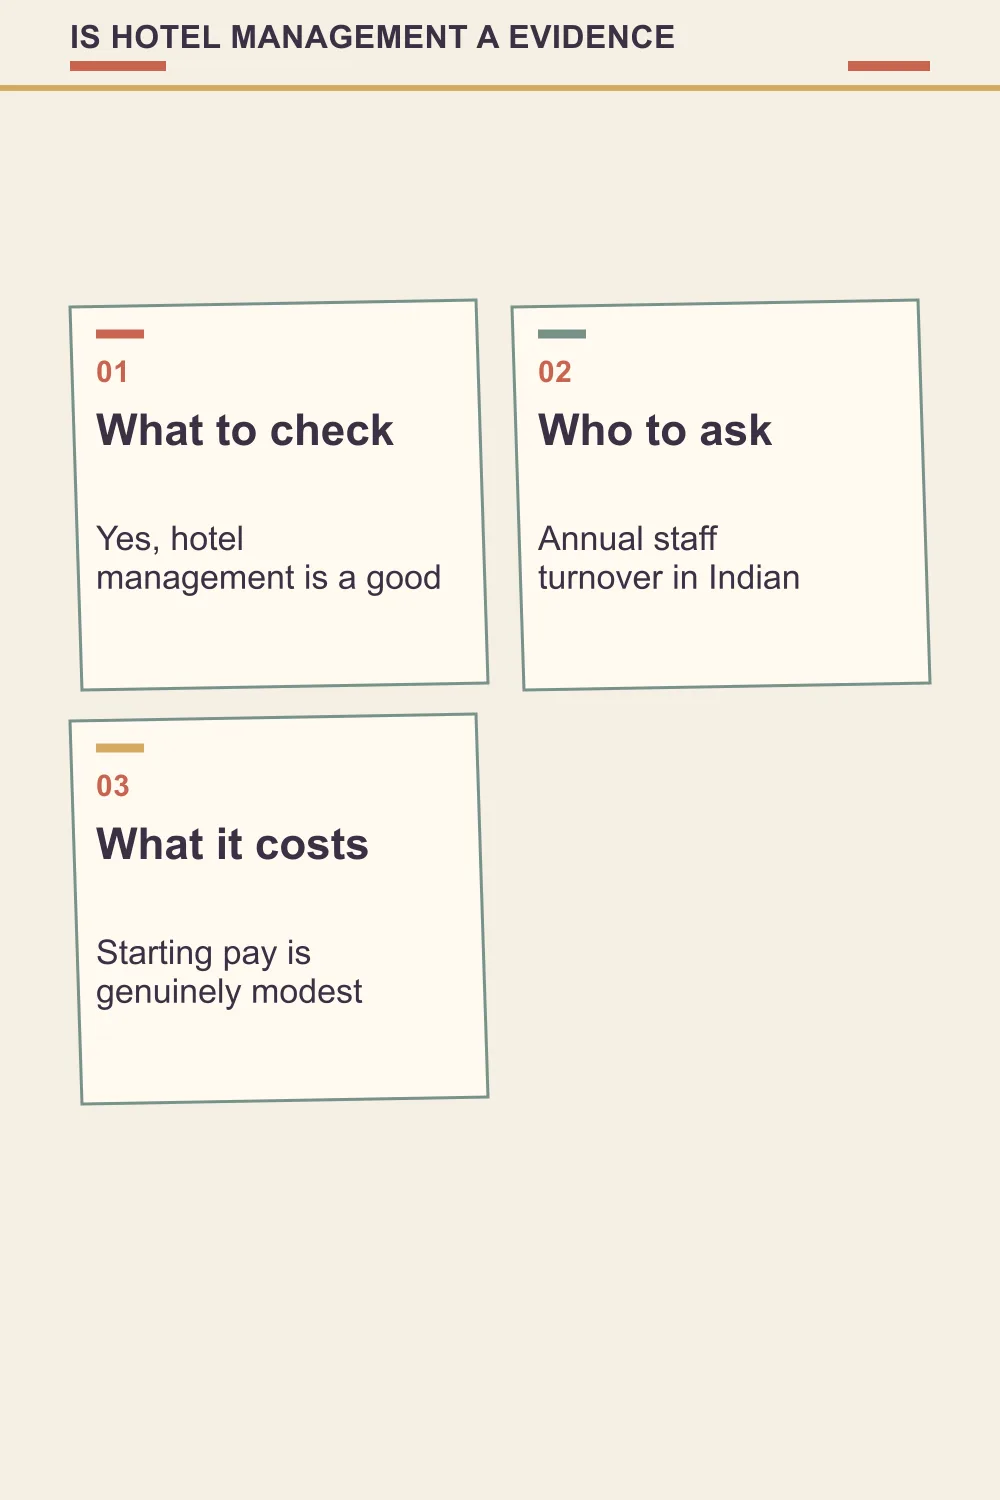 IS HOTEL MANAGEMENT A EVIDENCE
01
What to check
Yes, hotel
management is a good
02
Who to ask
Annual staff
turnover in Indian
03
What it costs
Starting pay is
genuinely modest